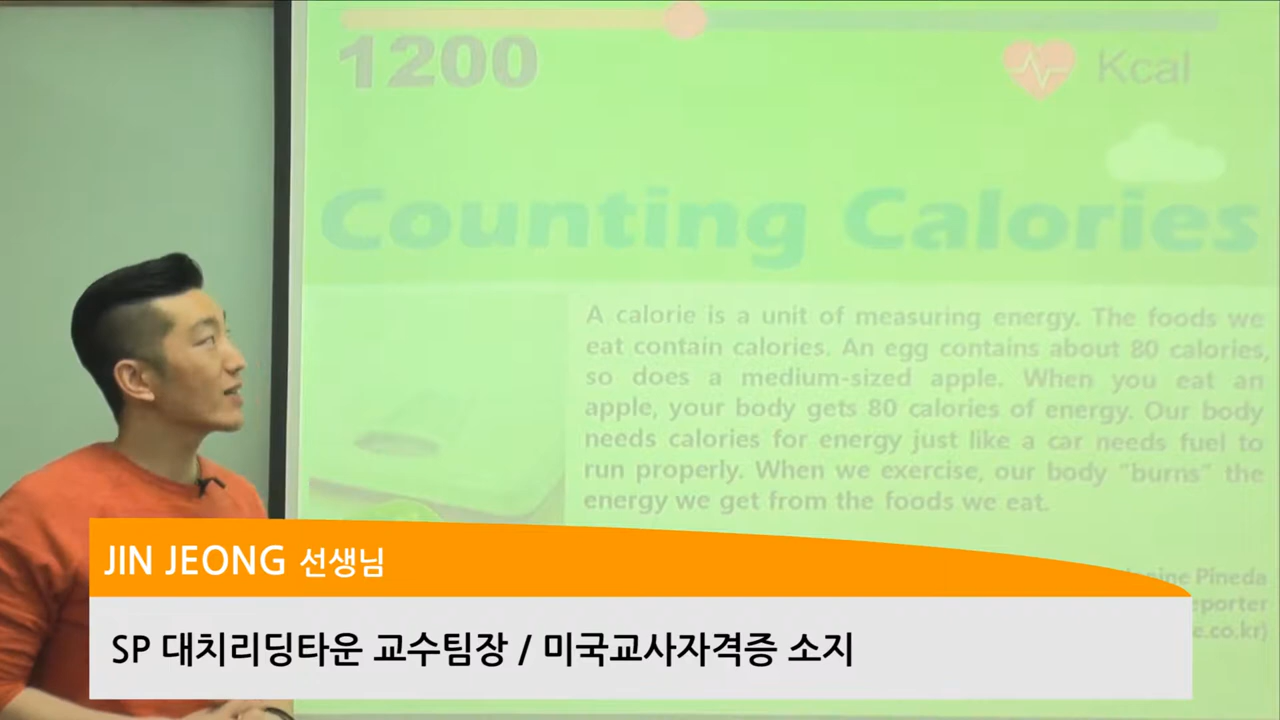 1200
Kcal
Counting Calories
A calorie is a unit of measuring energy. The foods we
eat contain calories. An egg contains about 80 calories,
so does a medium-sized apple. When you eat an
apple, your body gets 80 calories of energy. Our body
needs calories for energy just like a car needs fuel to
run properly. When we exercise, our body "burns" the
energy we get from the foods we eat.
Pineda
JIN JEONG 선생님
SP 대치리딩타운 교수팀장 / 미국교사자격증 소지